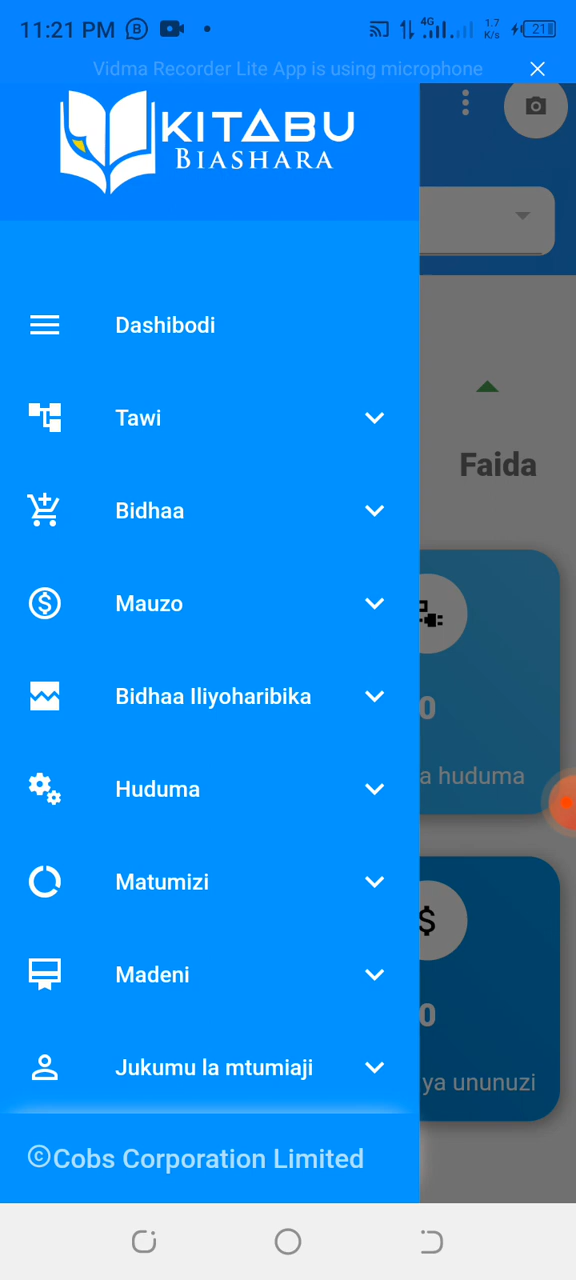 11:21 PM
4G
1.7
K/s
21
Vidma Recorder Lite App is using microphone
KITABU
BIASHARA
Dashibodi
Tawi
Faida
Bidhaa
Mauzo
Bidhaa Iliyoharibika
0
Huduma
a huduma
Matumizi
$
Madeni
0
Jukumu la mtumiaji
ya ununuzi
©Cobs Corporation Limited